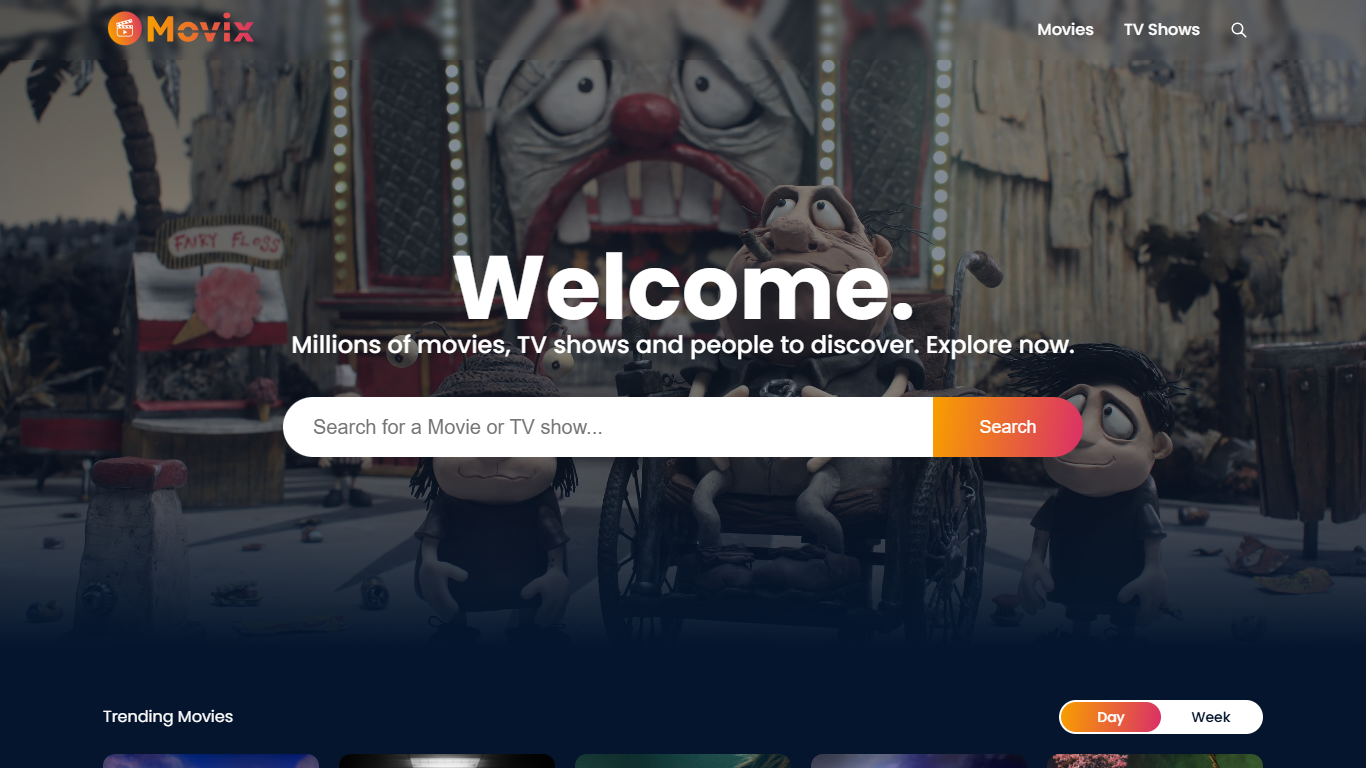 Movix
Movies
TV Shows
FAIRY FLOSS
Welcome.
Millions of movies, TV shows and people to discover. Explore now.
Search for a Movie or TV show...
Search
Trending Movies
Day
Week